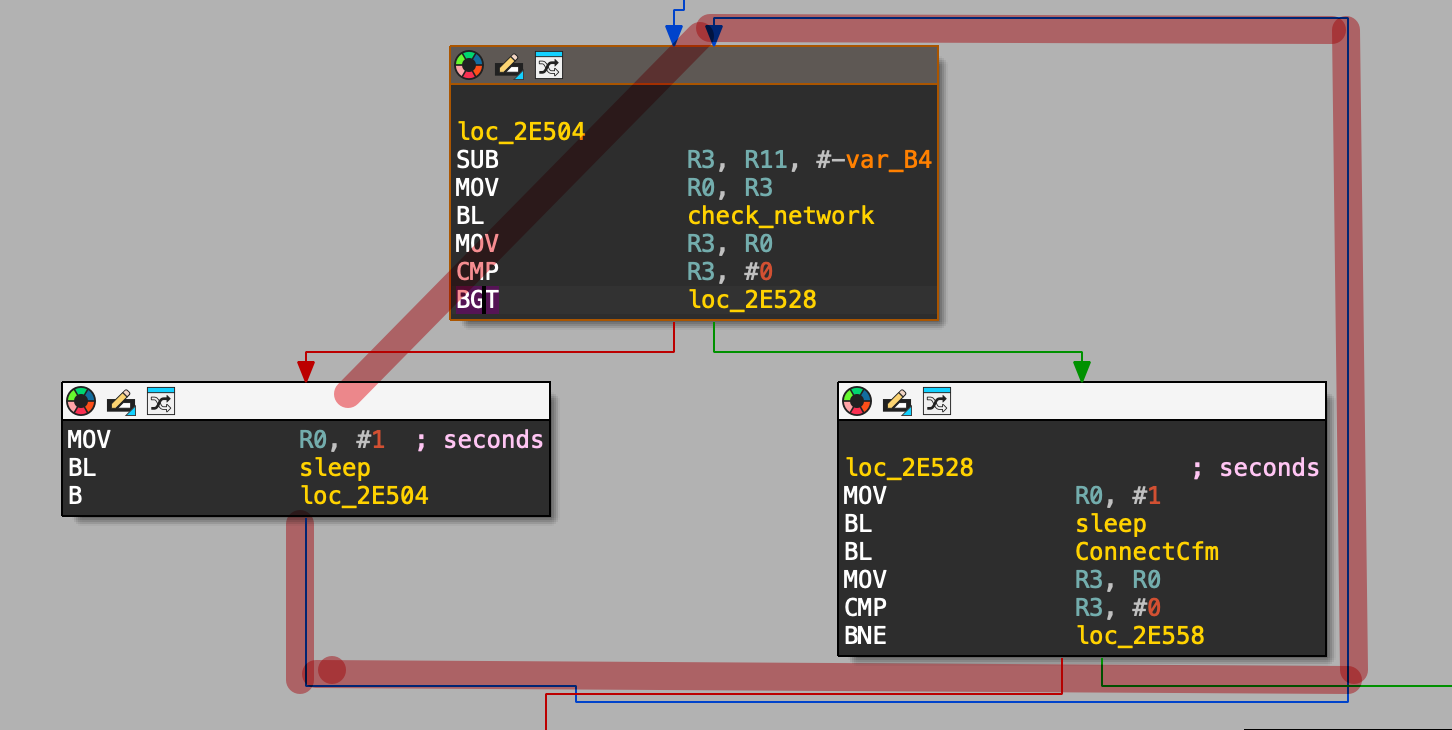 loc_2E504
SUB R3, R11, #-var_B4
MOV R0, R3
BL check_network
MOV R3, R0
CMP R3, #0
BGT loc_2E528
MOV R0, #1 ; seconds
BL sleep
B loc_2E504
loc_2E528 ; seconds
MOV R0, #1
BL sleep
BL ConnectCfm
MOV R3, R0
CMP R3, #0
BNE loc_2E558